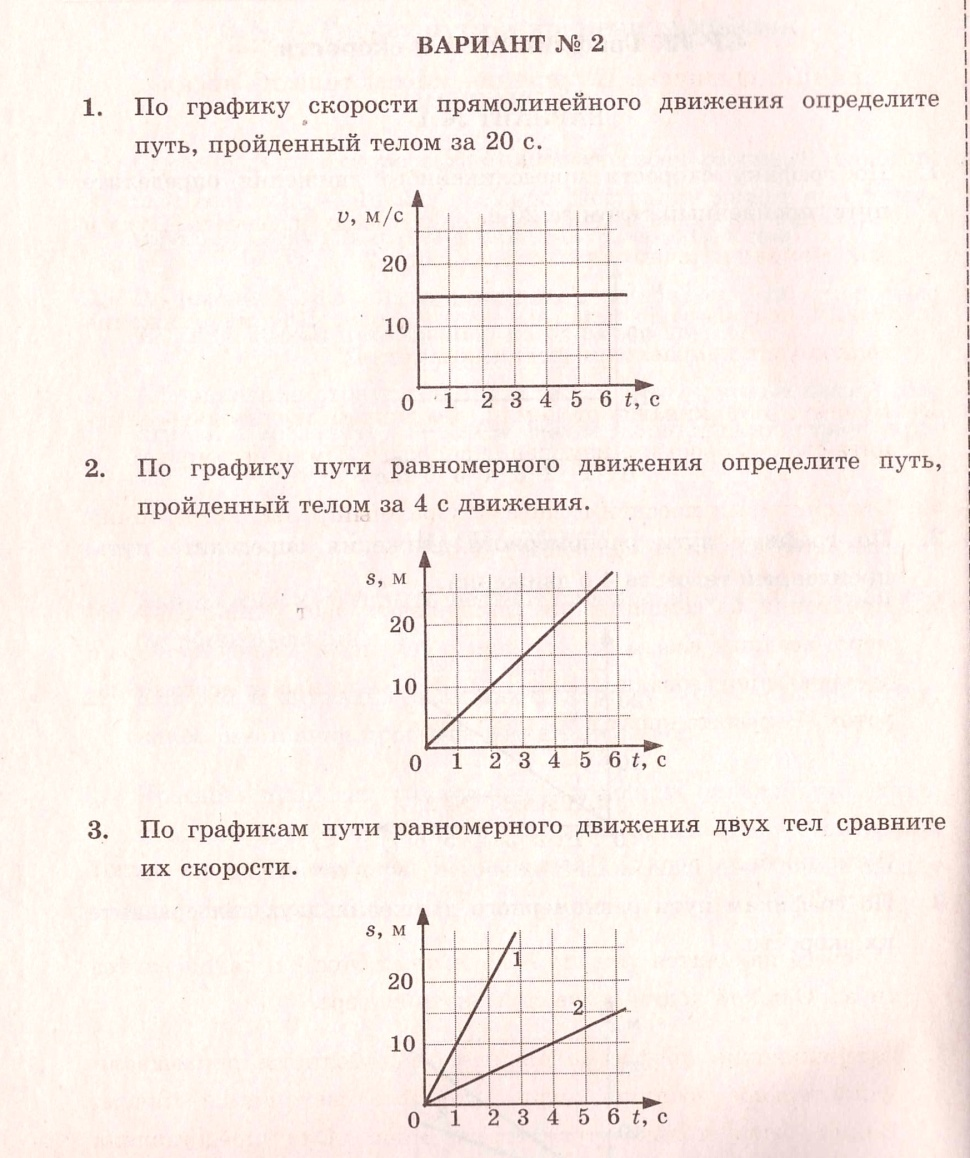 ВАРИАНТ № 2
1. По графику скорости прямолинейного движения определите
путь, пройденный телом за 20 с.
v, м/с
20
10
0 1 2 3 4 5 6 t, с
2. По графику пути равномерного движения определите путь,
пройденный телом за 4 с движения.
s, м
20
10
0 1 2 3 4 5 6 t, с
3. По графикам пути равномерного движения двух тел сравните
их скорости.
s, м
1
20
2
10
0 1 2 3 4 5 6 t, с